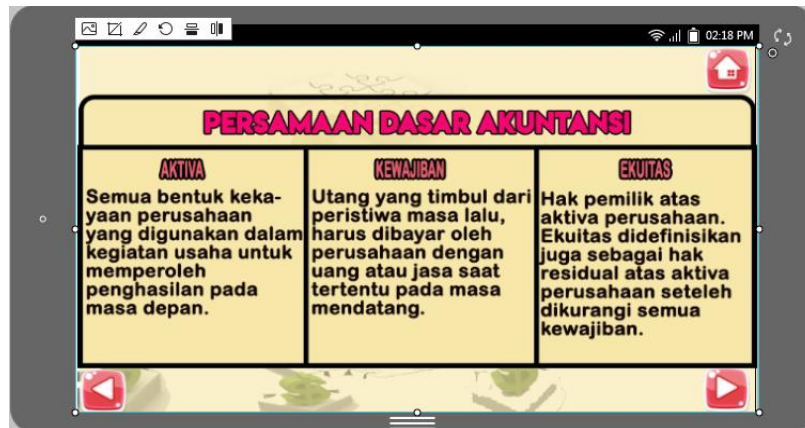 02:18 PM
PERSAMAAN DASAR AKUNTANSI
AKTIVA
Semua bentuk keka-
yaan perusahaan
yang digunakan dalam
kegiatan usaha untuk
memperoleh
penghasilan pada
masa depan.
KEWAJIBAN
Utang yang timbul dari
peristiwa masa lalu,
harus dibayar oleh
perusahaan dengan
uang atau jasa saat
tertentu pada masa
mendatang.
EKUITAS
Hak pemilik atas
aktiva perusahaan.
Ekuitas didefinisikan
juga sebagai hak
residual atas aktiva
perusahaan seteleh
dikurangi semua
kewajiban.